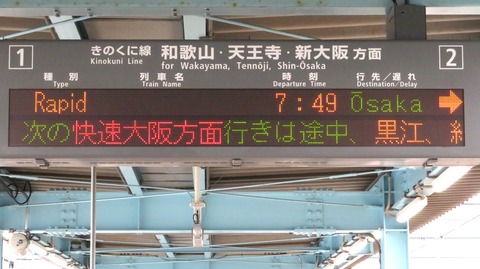 1 きのくに線 和歌山・天王寺・新大阪 方面 2
Kinokuni Line for Wakayama, Tennōji, Shin-Ōsaka
種別 列車名 時刻 行先/遅れ
Type Train Name Departure Time Destination/Delay
Rapid 7:49 Ōsaka →
次の快速大阪方面行きは途中、黒江、